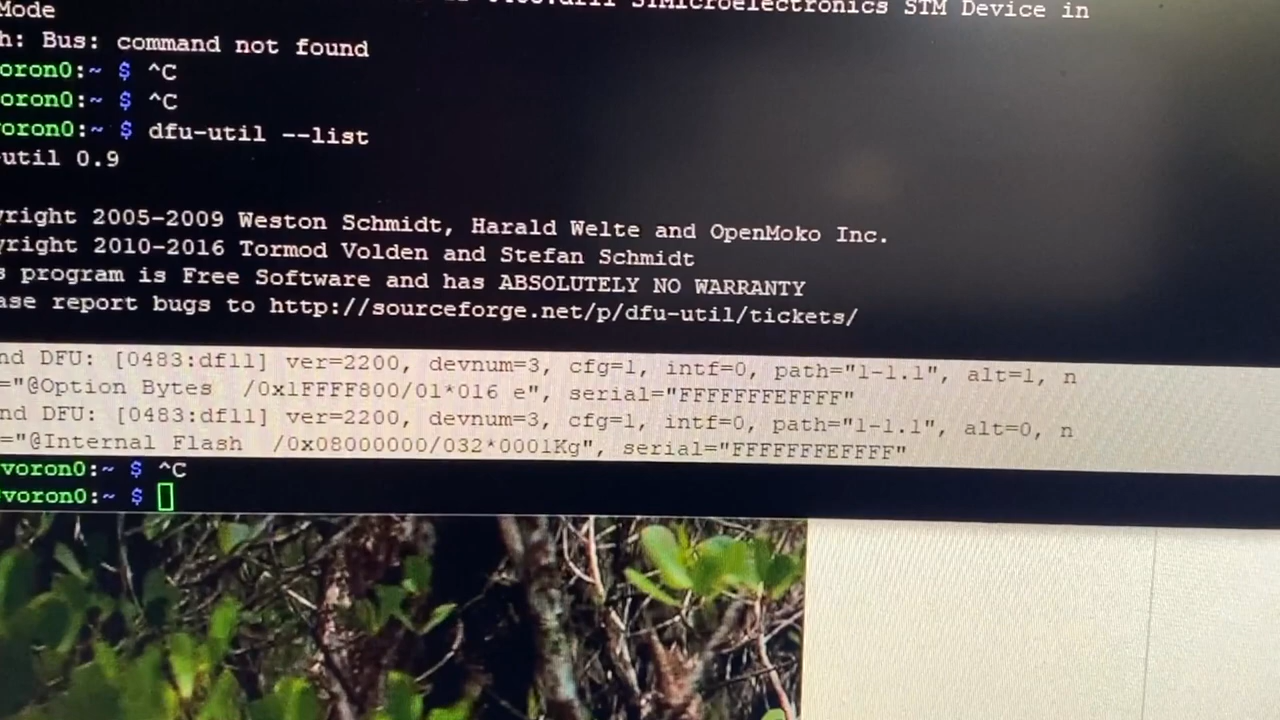 STMicroelectronics STM Device in
Mode
h: Bus: command not found
oron0:~ $ ^C
oron0:~ $ ^C
oron0:~ $ dfu-util --list
util 0.9
yright 2005-2009 Weston Schmidt, Harald Welte and OpenMoko Inc.
yright 2010-2016 Tormod Volden and Stefan Schmidt
s program is Free Software and has ABSOLUTELY NO WARRANTY
ase report bugs to http://sourceforge.net/p/dfu-util/tickets/
nd DFU: [0483:df11] ver=2200, devnum=3, cfg=1, intf=0, path="1-1.1", alt=1, n
="@Option Bytes  /0x1FFFF800/01*016 e", serial="FFFFFFFEFFFF"
nd DFU: [0483:df11] ver=2200, devnum=3, cfg=1, intf=0, path="1-1.1", alt=0, n
="@Internal Flash  /0x08000000/032*0001Kg", serial="FFFFFFFEFFFF"
voron0:~ $ ^C
voron0:~ $